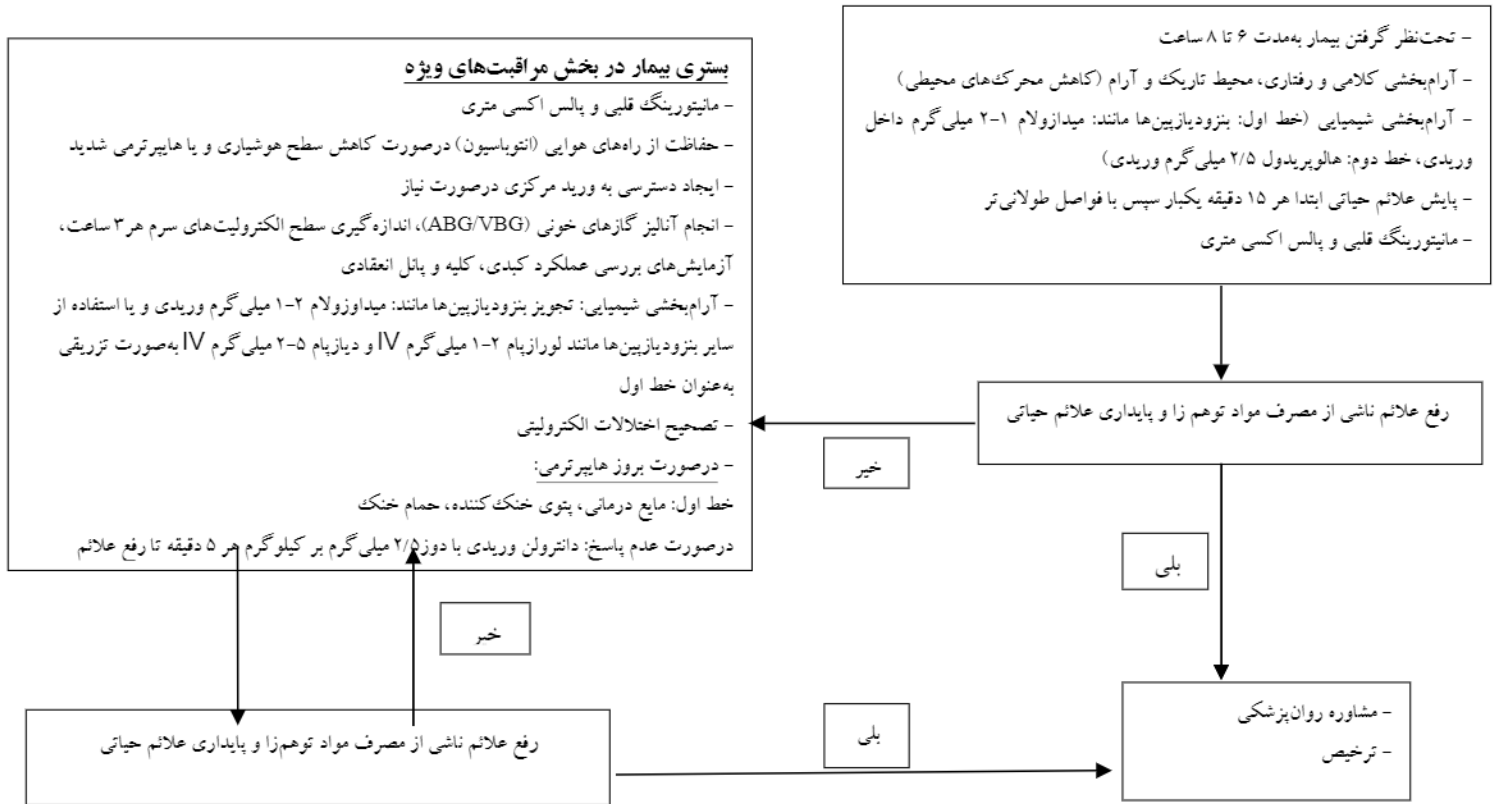 - تحت‌نظر گرفتن بیمار به‌مدت ۶ تا ۸ ساعت
- آرام‌بخشی کلامی و رفتاری، محیط تاریک و آرام (کاهش محرک‌های محیطی)
- آرام‌بخشی شیمیایی (خط اول: بنزودیازپین‌ها مانند: میدازولام ۱-۲ میلی‌گرم داخل
وریدی، خط دوم: هالوپریدول ۲/۵ میلی‌گرم وریدی)
- پایش علائم حیاتی ابتدا هر ۱۵ دقیقه یکبار سپس با فواصل طولانی‌تر
- مانیتورینگ قلبی و پالس اکسی متری
بستری بیمار در بخش مراقبت‌های ویژه
- مانیتورینگ قلبی و پالس اکسی متری
- حفاظت از راه‌های هوایی (انتوباسیون) درصورت کاهش سطح هوشیاری و یا هایپرترمی شدید
- ایجاد دسترسی به ورید مرکزی درصورت نیاز
- انجام آنالیز گازهای خونی (ABG/VBG)، اندازه‌گیری سطح الکترولیت‌های سرم هر ۳ ساعت،
آزمایش‌های بررسی عملکرد کبدی، کلیه و پانل انعقادی
- آرام‌بخشی شیمیایی: تجویز بنزودیازپین‌ها مانند: میداوزولام ۲-۱ میلی‌گرم وریدی و یا استفاده از
سایر بنزودیازپین‌ها مانند لورازپام ۲-۱ میلی‌گرم IV و دیازپام ۵-۲ میلی‌گرم IV به‌صورت تزریقی
به‌عنوان خط اول
- تصحیح اختلالات الکترولیتی
- درصورت بروز هایپرترمی:
خط اول: مایع درمانی، پتوی خنک‌کننده، حمام خنک
درصورت عدم پاسخ: دانترولن وریدی با دوز۲/۵ میلی‌گرم بر کیلوگرم هر ۵ دقیقه تا رفع علائم
رفع علائم ناشی از مصرف مواد توهم زا و پایداری علائم حیاتی
خیر
بلی
خیر
رفع علائم ناشی از مصرف مواد توهم‌زا و پایداری علائم حیاتی
بلی
- مشاوره روان‌پزشکی
- ترخیص